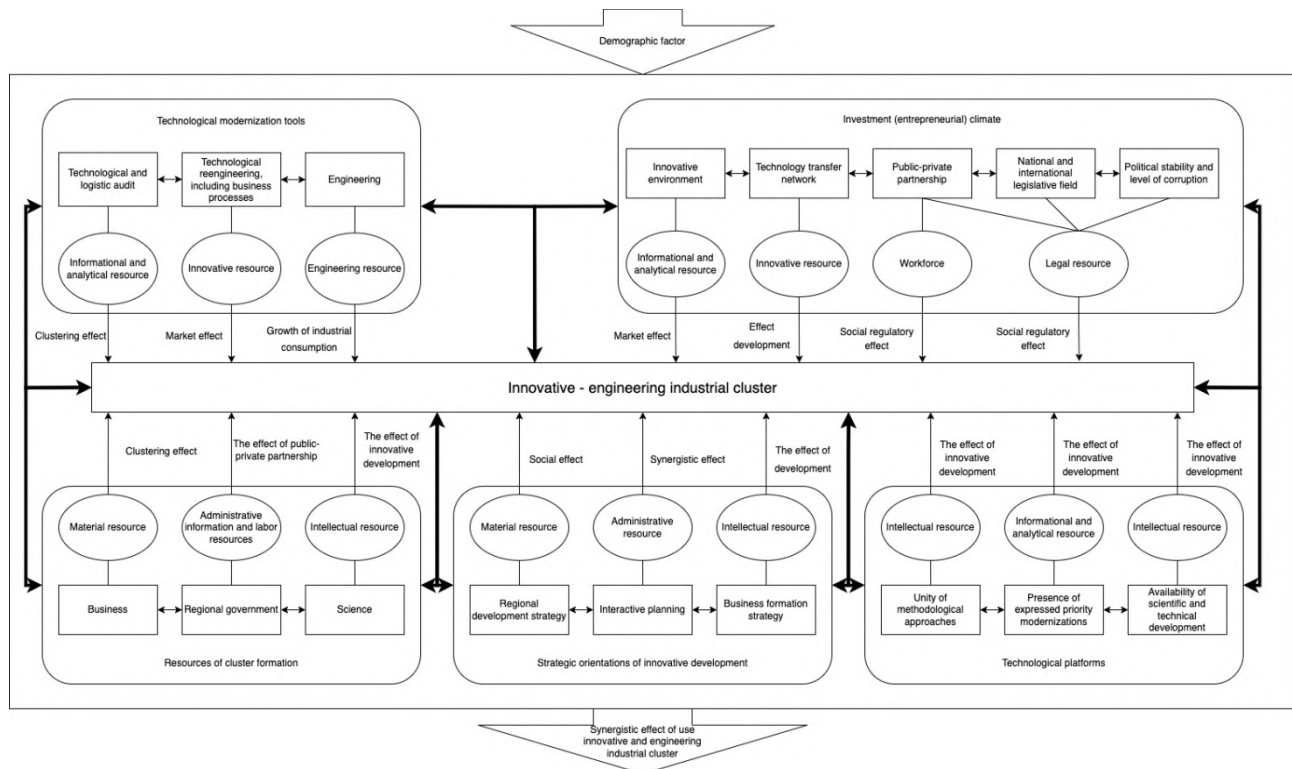 Demographic factor
Technological modernization tools
Technological and
logistic audit
Technological
reengineering,
including business
processes
Engineering
Informational and
analytical resource
Innovative resource
Engineering resource
Clustering effect
Market effect
Growth of industrial
consumption
Investment (entrepreneurial) climate
Innovative
environment
Technology transfer
network
Public-private
partnership
National and
international
legislative field
Political stability and
level of corruption
Informational and
analytical resource
Innovative resource
Workforce
Legal resource
Market effect
Effect
development
Social regulatory
effect
Social regulatory
effect
Innovative - engineering industrial cluster
Clustering effect
The effect of public-
private partnership
The effect of
innovative
development
Material resource
Administrative
information and labor
resources
Intellectual resource
Business
Regional government
Science
Resources of cluster formation
Social effect
Synergistic effect
The effect of
development
Material resource
Administrative
resource
Intellectual resource
Regional
development strategy
Interactive planning
Business formation
strategy
Strategic orientations of innovative development
The effect of
innovative
development
The effect of
innovative
development
The effect of
innovative
development
Intellectual resource
Informational and
analytical resource
Intellectual resource
Unity of
methodological
approaches
Presence of
expressed priority
modernizations
Availability of
scientific and
technical development
Technological platforms
Synergistic effect of use
innovative and engineering
industrial cluster